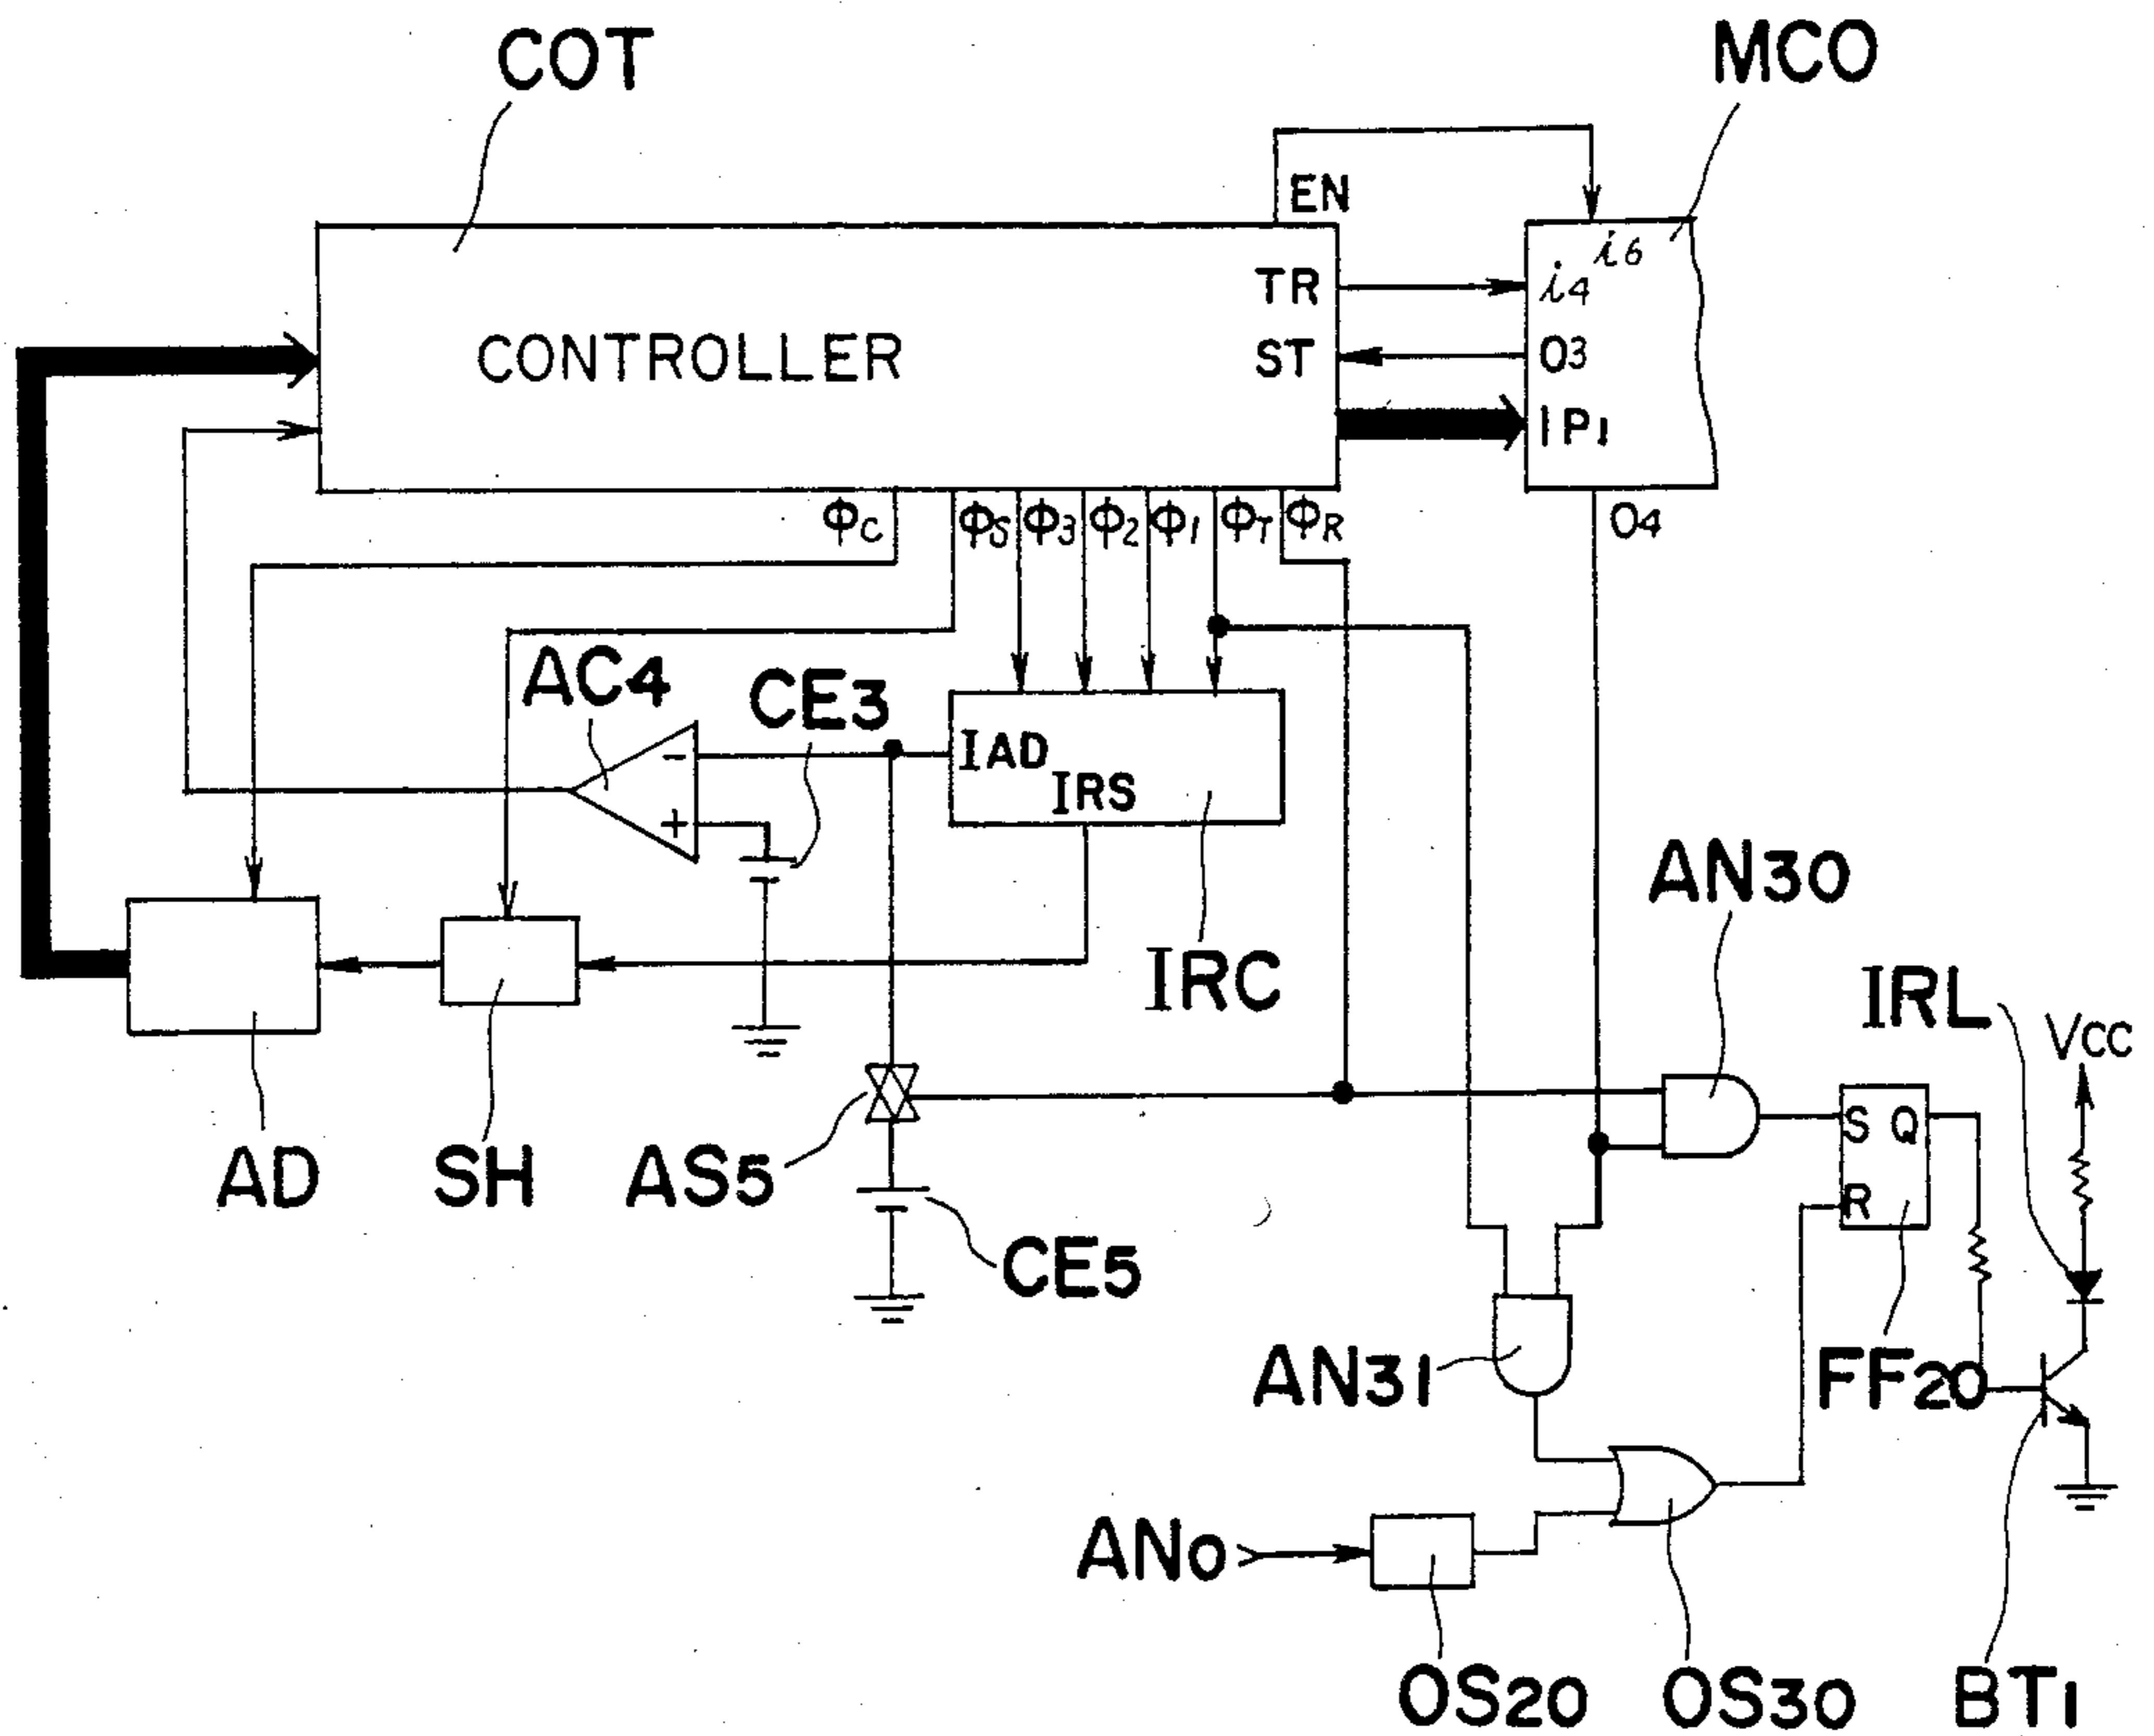 COT
MCO
EN
i6
TR
i4
CONTROLLER
ST
O3
IP1
ΦC
ΦS
Φ3
Φ2
Φ1
ΦT
ΦR
O4
AC4
CE3
-
IAD
IRS
+
AN30
IRC
IRL
VCC
S Q
AD
SH
AS5
R
CE5
AN31
FF20
ANo
OS20
OS30
BT1